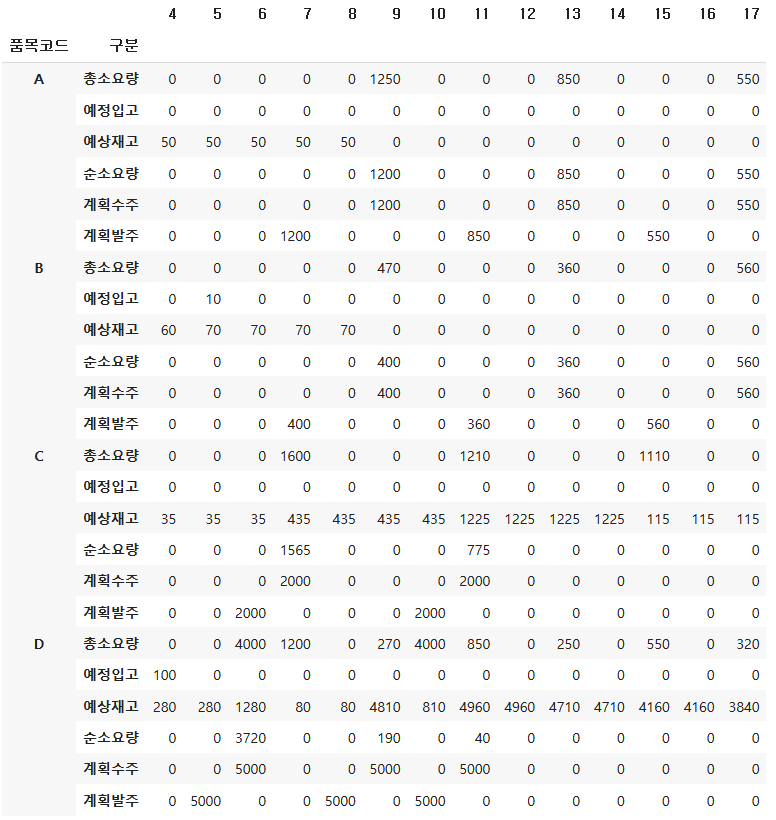 4 5 6 7 8 9 10 11 12 13 14 15 16 17
품목코드 구분
A 총소요량 0 0 0 0 0 1250 0 0 0 850 0 0 0 550
예정입고 0 0 0 0 0 0 0 0 0 0 0 0 0 0
예상재고 50 50 50 50 50 0 0 0 0 0 0 0 0 0
순소요량 0 0 0 0 0 1200 0 0 0 850 0 0 0 550
계획수주 0 0 0 0 0 1200 0 0 0 850 0 0 0 550
계획발주 0 0 0 1200 0 0 0 850 0 0 0 550 0 0
B 총소요량 0 0 0 0 0 470 0 0 0 360 0 0 0 560
예정입고 0 10 0 0 0 0 0 0 0 0 0 0 0 0
예상재고 60 70 70 70 70 0 0 0 0 0 0 0 0 0
순소요량 0 0 0 0 0 400 0 0 0 360 0 0 0 560
계획수주 0 0 0 0 0 400 0 0 0 360 0 0 0 560
계획발주 0 0 0 400 0 0 0 360 0 0 0 560 0 0
C 총소요량 0 0 0 1600 0 0 0 1210 0 0 0 1110 0 0
예정입고 0 0 0 0 0 0 0 0 0 0 0 0 0 0
예상재고 35 35 35 435 435 435 435 1225 1225 1225 1225 115 115 115
순소요량 0 0 0 1565 0 0 0 775 0 0 0 0 0 0
계획수주 0 0 0 2000 0 0 0 2000 0 0 0 0 0 0
계획발주 0 0 2000 0 0 0 2000 0 0 0 0 0 0 0
D 총소요량 0 0 4000 1200 0 270 4000 850 0 250 0 550 0 320
예정입고 100 0 0 0 0 0 0 0 0 0 0 0 0 0
예상재고 280 280 1280 80 80 4810 810 4960 4960 4710 4710 4160 4160 3840
순소요량 0 0 3720 0 0 190 0 40 0 0 0 0 0 0
계획수주 0 0 5000 0 0 5000 0 5000 0 0 0 0 0 0
계획발주 0 5000 0 0 5000 0 5000 0 0 0 0 0 0 0